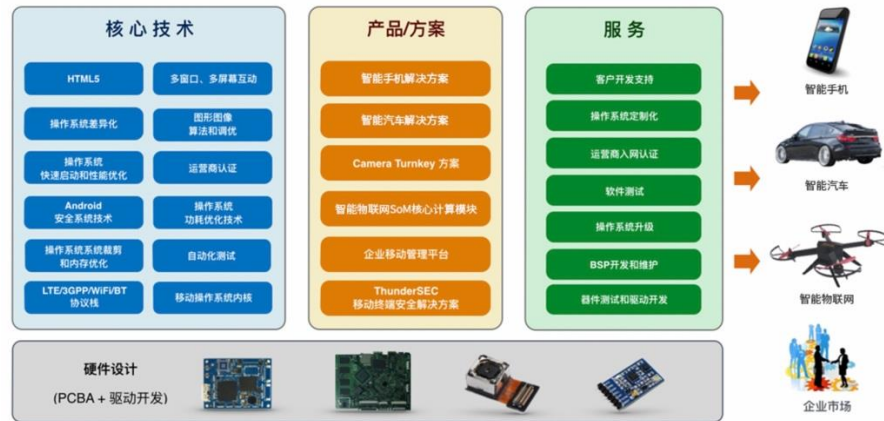 核心技术
HTML5
多窗口、多屏幕互动
操作系统差异化
图形图像
算法和调优
操作系统
快速启动和性能优化
运营商认证
Android
安全系统技术
操作系统
功耗优化技术
操作系统系统裁剪
和内存优化
自动化测试
LTE/3GPP/WiFi/BT
协议栈
移动操作系统内核
产品/方案
智能手机解决方案
智能汽车解决方案
Camera Turnkey 方案
智能物联网SoM核心计算模块
企业移动管理平台
ThunderSEC
移动终端安全解决方案
服务
客户开发支持
操作系统定制化
运营商入网认证
软件测试
操作系统升级
BSP开发和维护
器件测试和驱动开发
智能手机
智能汽车
智能物联网
企业市场
硬件设计
(PCBA + 驱动开发)